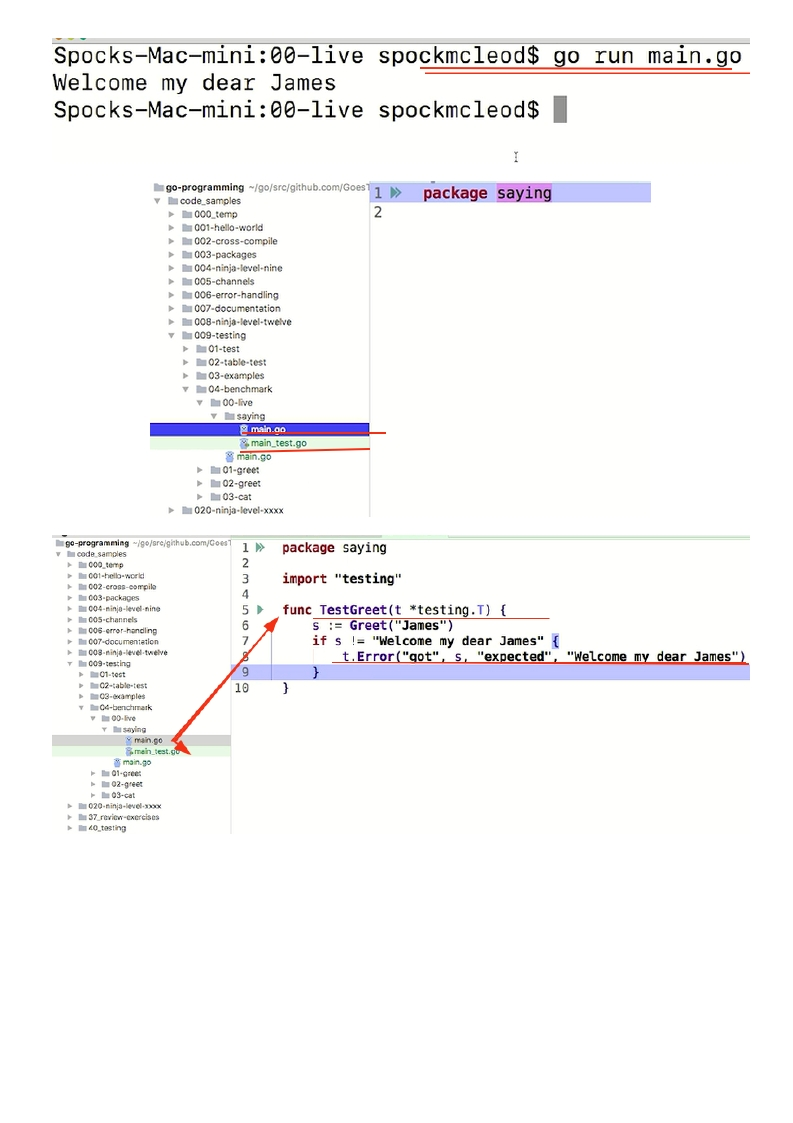 Spocks-Mac-mini:00-live spockmcleod$ go run main.go
Welcome my dear James
Spocks-Mac-mini:00-live spockmcleod$
go-programming ~/go/src/github.com/GoesT
code_samples
000_temp
001-hello-world
002-cross-compile
003-packages
004-ninja-level-nine
005-channels
006-error-handling
007-documentation
008-ninja-level-twelve
009-testing
01-test
02-table-test
03-examples
04-benchmark
00-live
saying
main.go
main_test.go
main.go
01-greet
02-greet
03-cat
020-ninja-level-xxxx
1 package saying
2
go-programming ~/go/src/github.com/GoesT
code_samples
000_temp
001-hello-world
002-cross-compile
003-packages
004-ninja-level-nine
005-channels
006-error-handling
007-documentation
008-ninja-level-twelve
009-testing
01-test
02-table-test
03-examples
04-benchmark
00-live
saying
main.go
main_test.go
main.go
01-greet
02-greet
03-cat
020-ninja-level-xxxx
37_review-exercises
40_testing
1 package saying
2
3 import "testing"
4
5 func TestGreet(t *testing.T) {
6 s := Greet("James")
7 if s != "Welcome my dear James" {
8 t.Error("got", s, "expected", "Welcome my dear James")
9 }
10 }